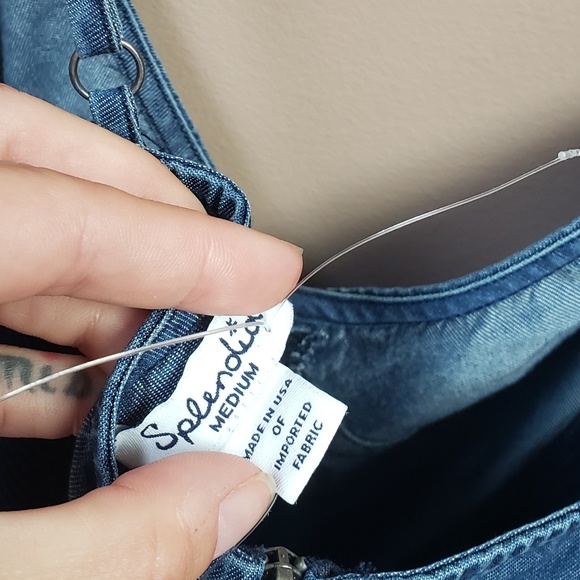 Splendid
MEDIUM
MADE IN USA
OF
IMPORTED
FABRIC